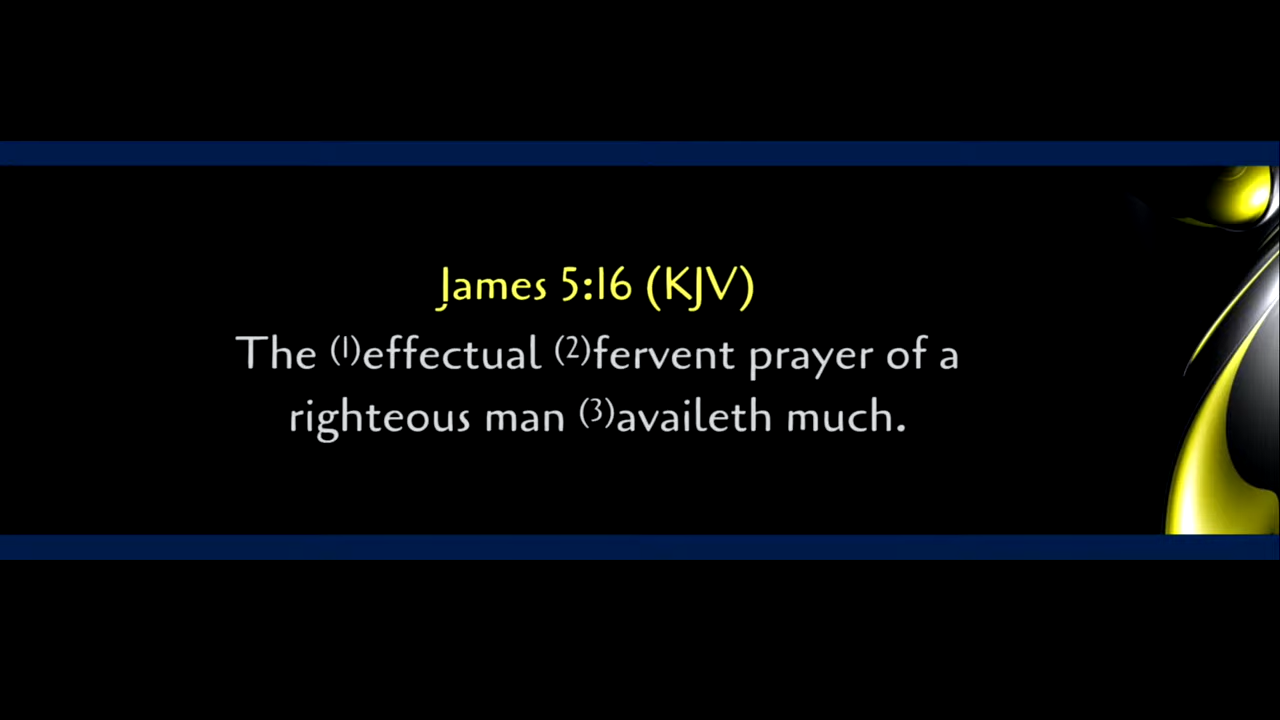 James 5:16 (KJV)
The (1)effectual (2)fervent prayer of a
righteous man (3)availeth much.